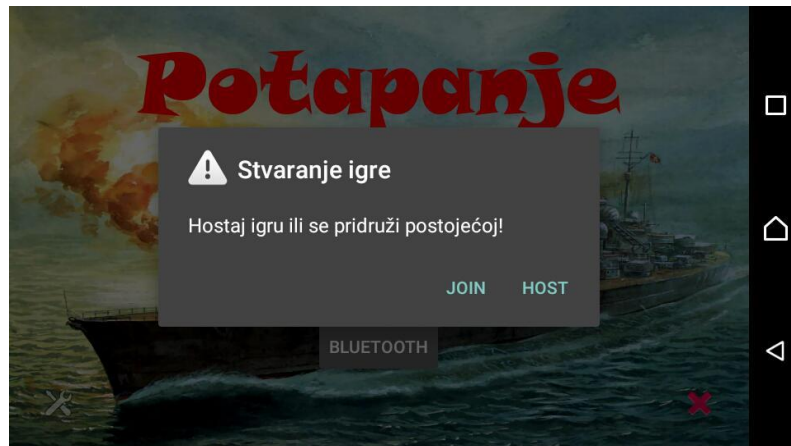 Potapanje
Stvaranje igre
Hostaj igru ili se pridruži postojećoj!
JOIN HOST
BLUETOOTH